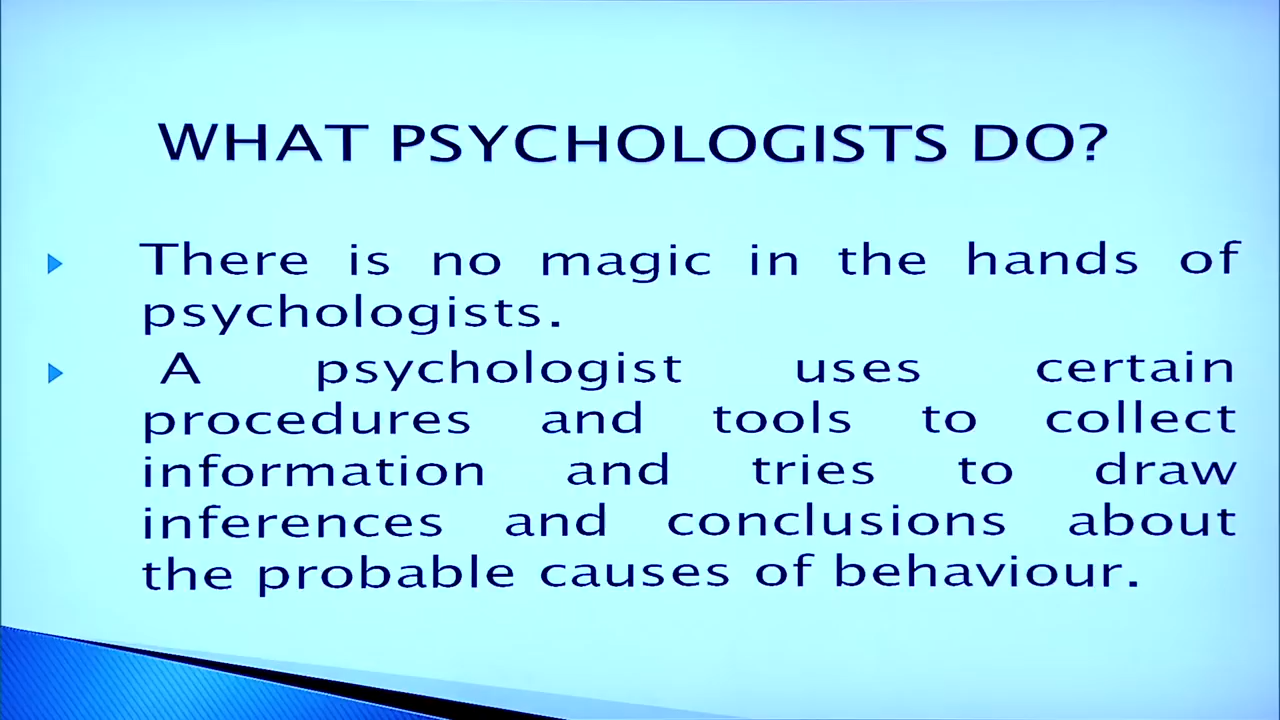 WHAT PSYCHOLOGISTS DO?
There is no magic in the hands of
psychologists.
A psychologist uses certain
procedures and tools to collect
information and tries to draw
inferences and conclusions about
the probable causes of behaviour.